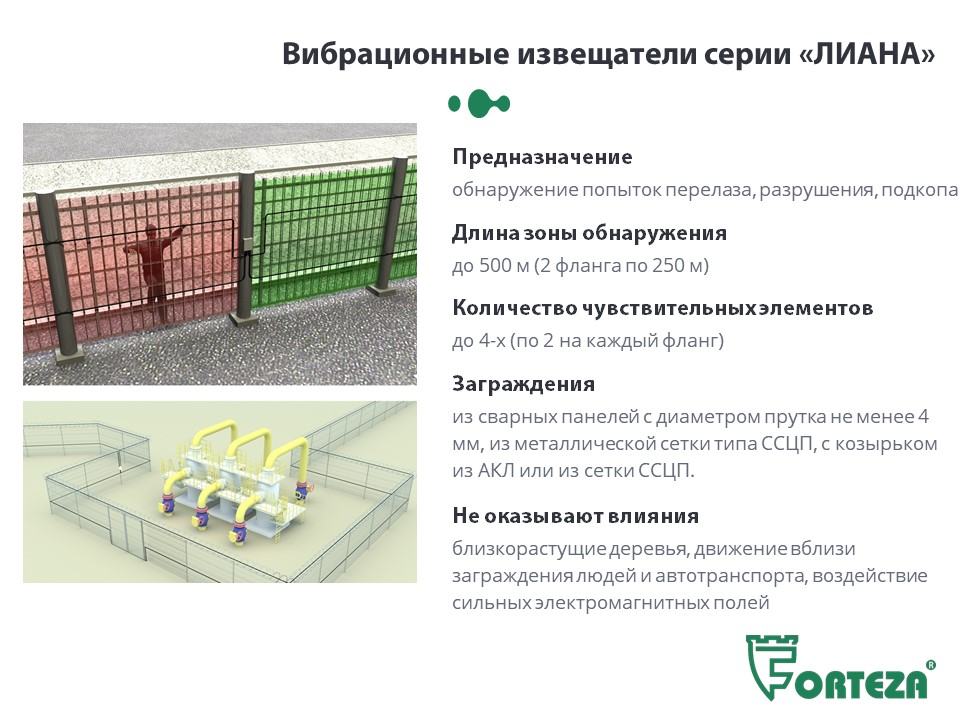 Вибрационные извещатели серии «ЛИАНА»
Предназначение
обнаружение попыток перелаза, разрушения, подкопа
Длина зоны обнаружения
до 500 м (2 фланга по 250 м)
Количество чувствительных элементов
до 4-х (по 2 на каждый фланг)
Заграждения
из сварных панелей с диаметром прутка не менее 4
мм, из металлической сетки типа ССЦП, с козырьком
из АКЛ или из сетки ССЦП.
Не оказывают влияния
близкорастущие деревья, движение вблизи
заграждения людей и автотранспорта, воздействие
сильных электромагнитных полей
FORTEZA®